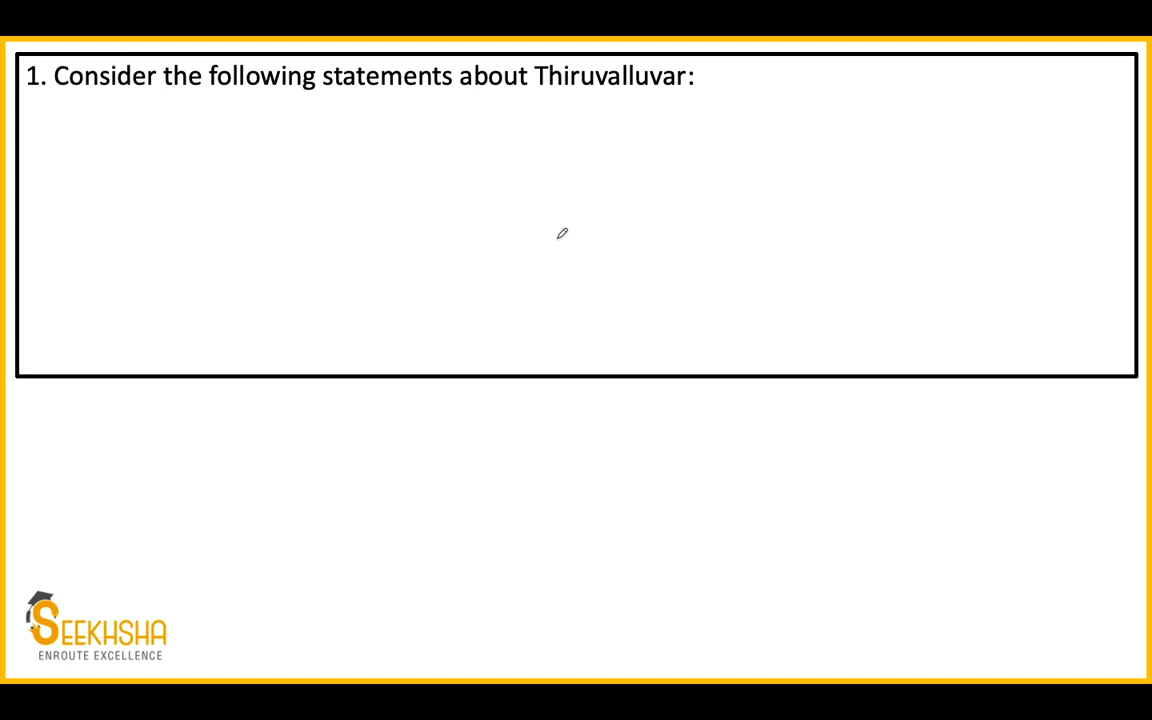 1. Consider the following statements about Thiruvalluvar:
SEEKHSHA
ENROUTE EXCELLENCE